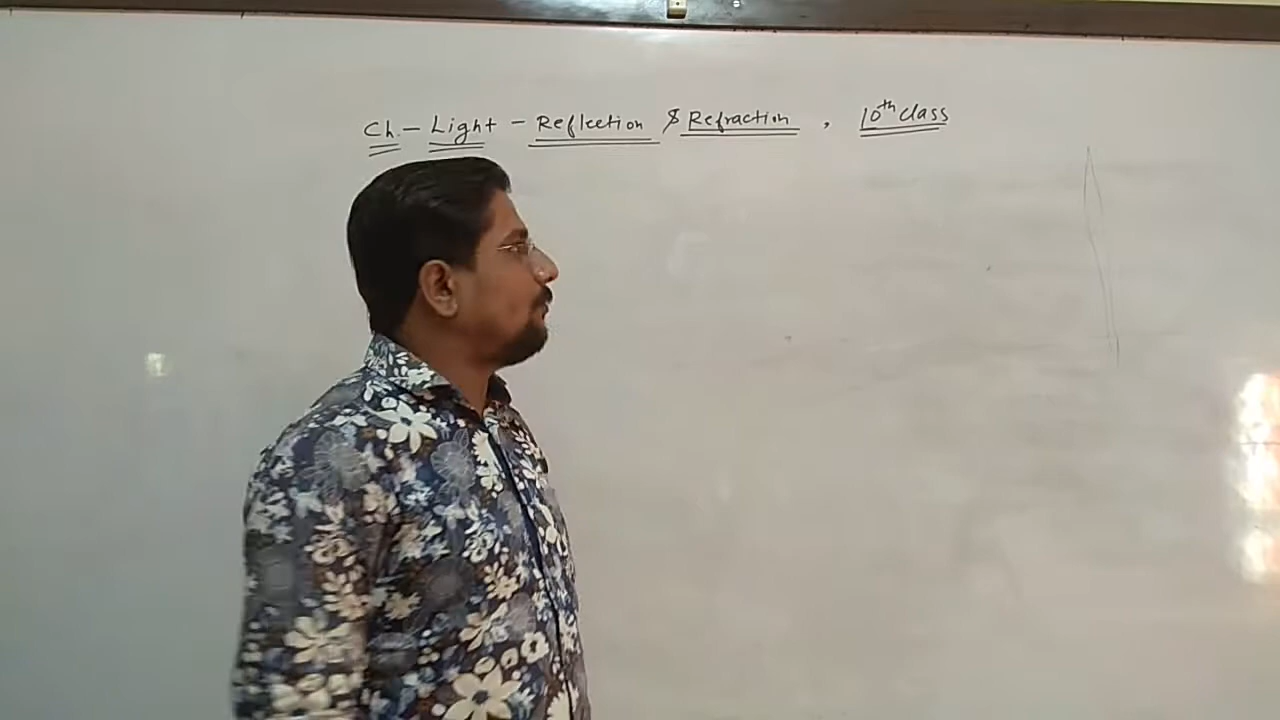 Ch - Light - Reflection & Refraction , 10th class